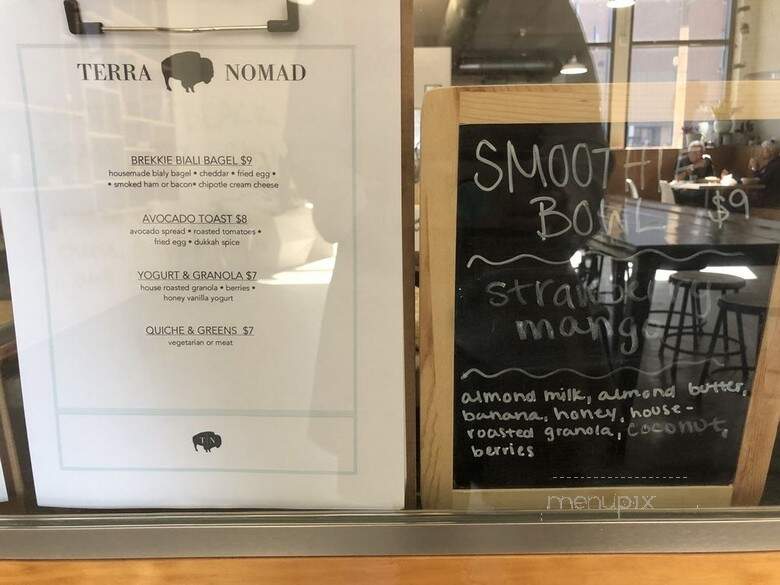 TERRA NOMAD
BREKKIE BIALI BAGEL $9
housemade bialy bagel • cheddar • fried egg •
• smoked ham or bacon• chipotle cream cheese
AVOCADO TOAST $8
avocado spread • roasted tomatoes •
fried egg • dukkah spice
YOGURT & GRANOLA $7
house roasted granola • berries •
honey vanilla yogurt
QUICHE & GREENS $7
vegetarian or meat
T N
SMOOTH
BOWL $9
strawberry
mango
almond milk, almond butter,
banana, honey, house-
roasted granola, coconut,
berries
menupix